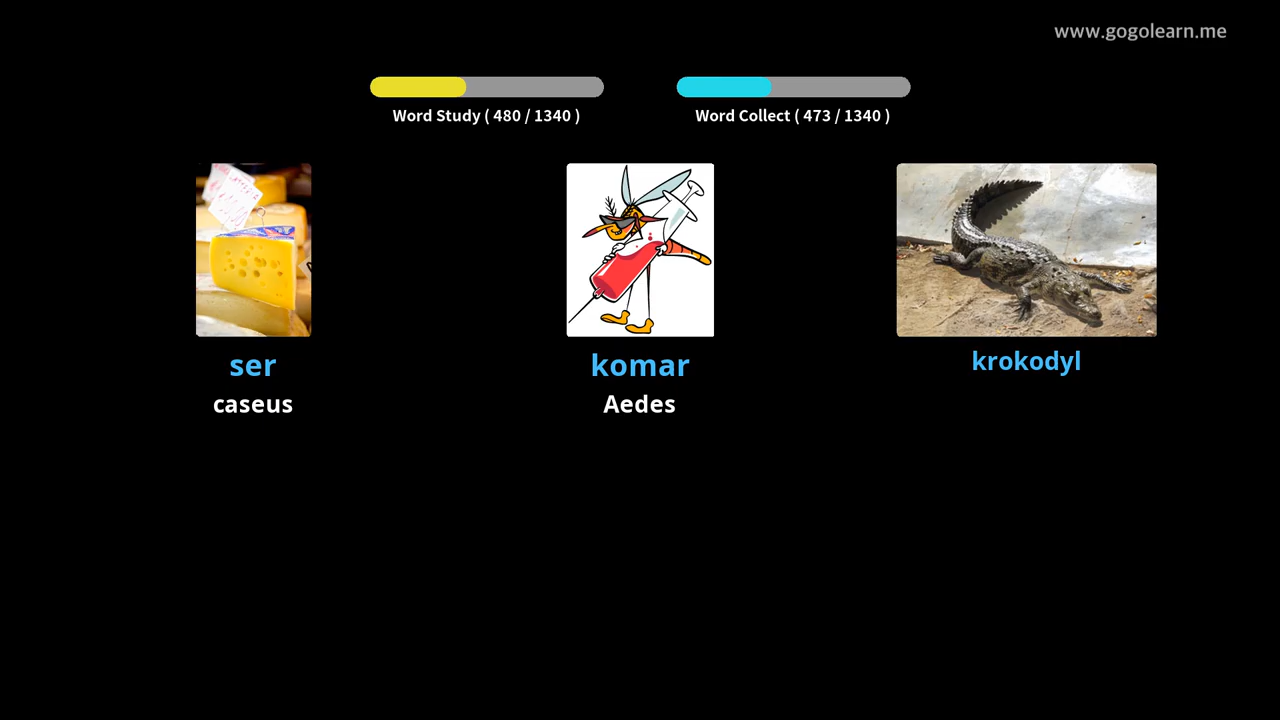 www.gogolearn.me
Word Study ( 480 / 1340 )
Word Collect ( 473 / 1340 )
ser
komar
krokodyl
caseus
Aedes